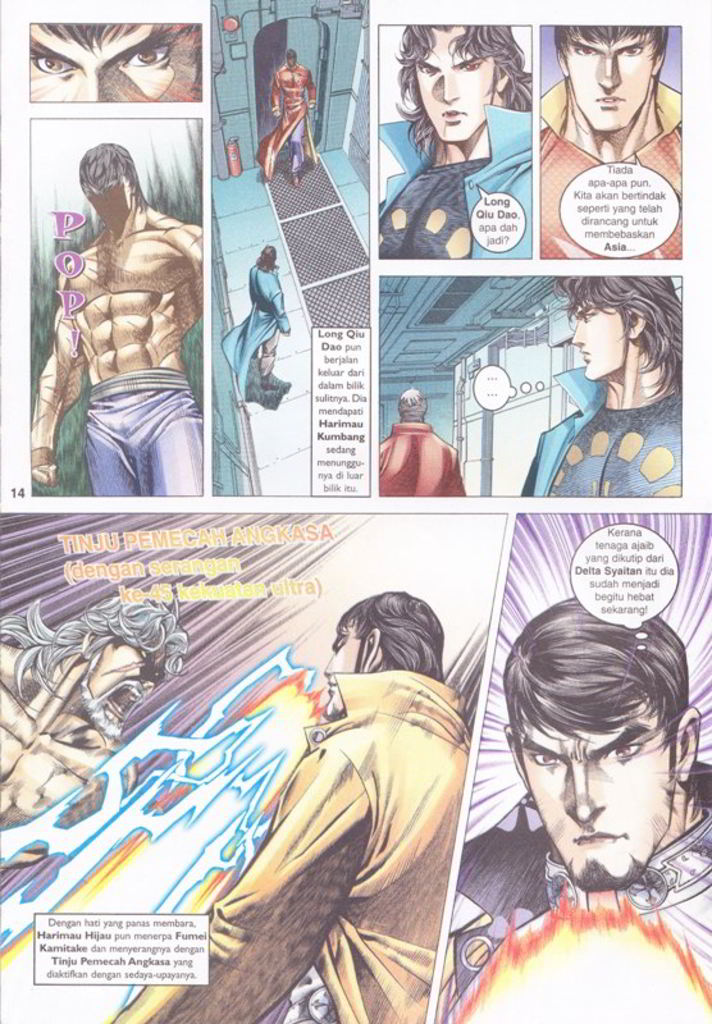 POP!
Long Qiu
Dao pun
berjalan
keluar dari
dalam bilik
sulitnya. Dia
mendapati
Harimau
Kumbang
sedang
menunggu-
nya di luar
bilik itu.
Long
Qiu Dao,
apa dah
jadi?
Tiada
apa-apa pun.
Kita akan bertindak
seperti yang telah
dirancang untuk
membebaskan
Asia...
...
14
TINJU PEMECAH ANGKASA
(dengan serangan
ke-45 kekuatan ultra)
Dengan hati yang panas membara,
Harimau Hijau pun menerpa Fumei
Kamitake dan menyerangnya dengan
Tinju Pemecah Angkasa yang
diaktifkan dengan sedaya-upayanya.
Kerana
tenaga ajaib
yang dikutip dari
Delta Syaitan itu dia
sudah menjadi
begitu hebat
sekarang!